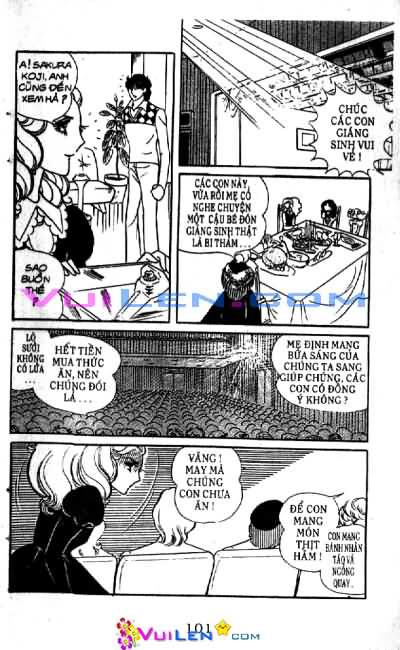 A! SAKURA
KOJI, ANH
CŨNG ĐẾN
XEM HẢ?
SAO
BUỒN
THẾ
?
CHÚC
CÁC CON
GIÁNG
SINH VUI
VẺ!
CÁC CON NÀY,
VỪA RỒI MẸ CÓ
NGHE CHUYỆN
MỘT CẬU BÉ ĐÓN
GIÁNG SINH THẬT
LÀ BI THẢM...
VUILEN.COM
LÒ
SƯỞI
KHÔNG
CÓ LỬA
...
HẾT TIỀN
MUA THỨC
ĂN, NÊN
CHÚNG ĐÓI
LẢ...
MẸ ĐỊNH MANG
BỮA SÁNG CỦA
CHÚNG TA SANG
GIÚP CHÚNG, CÁC
CON CÓ ĐỒNG
Ý KHÔNG?
VÂNG!
MAY MÀ
CHÚNG
CON CHƯA
ĂN!
ĐỂ CON
MANG
MÓN
THỊT
HẦM!
CON MANG
BÁNH NHÂN
TÁO VÀ
NGỖNG
QUAY..
101
VUILEN.COM